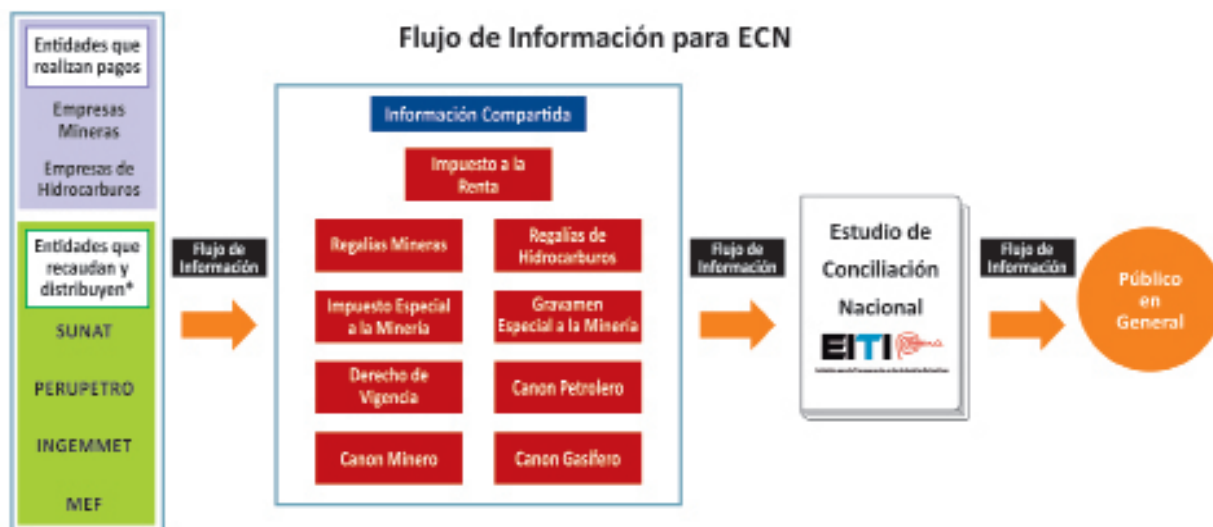 Flujo de Información para ECN
Entidades que
realizan pagos
Empresas
Mineras
Empresas de
Hidrocarburos
Entidades que
recaudan y
distribuyen*
SUNAT
PERUPETRO
INGEMMET
MEF
Flujo de
Información
Información Compartida
Impuesto a la
Renta
Regalías Mineras
Regalías de
Hidrocarburos
Impuesto Especial
a la Minería
Gravamen
Especial a la Minería
Derecho de
Vigencia
Canon Petrolero
Canon Minero
Canon Gasífero
Flujo de
Información
Estudio de
Conciliación
Nacional
EITI
Flujo de
Información
Público
en
General